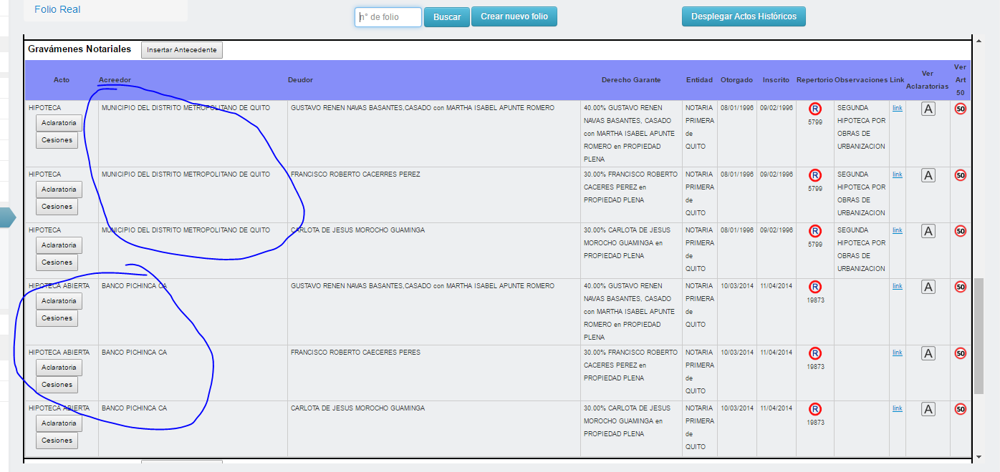 Folio Real
n° de folio
Buscar
Crear nuevo folio
Desplegar Actos Históricos
Gravámenes Notariales
Insertar Antecedente
Acto
Acreedor
Deudor
Derecho Garante
Entidad
Otorgado
Inscrito
Repertorio
Observaciones
Link
Ver
Aclaratorias
Ver
Art
50
HIPOTECA
Aclaratoria
Cesiones
MUNICIPIO DEL DISTRITO METROPOLITANO DE QUITO
GUSTAVO RENEN NAVAS BASANTES,CASADO con MARTHA ISABEL APUNTE ROMERO
40.00% GUSTAVO RENEN
NAVAS BASANTES, CASADO
con MARTHA ISABEL APUNTE
ROMERO en PROPIEDAD
PLENA
NOTARIA
PRIMERA
de
QUITO
08/01/1996
09/02/1996
R
5799
SEGUNDA
HIPOTECA POR
OBRAS DE
URBANIZACION
link
A
50
HIPOTECA
Aclaratoria
Cesiones
MUNICIPIO DEL DISTRITO METROPOLITANO DE QUITO
FRANCISCO ROBERTO CACERRES PEREZ
30.00% FRANCISCO ROBERTO
CACERES PEREZ en
PROPIEDAD PLENA
NOTARIA
PRIMERA
de
QUITO
08/01/1996
09/02/1996
R
5799
SEGUNDA
HIPOTECA POR
OBRAS DE
URBANIZACION
link
A
50
HIPOTECA
Aclaratoria
Cesiones
MUNICIPIO DEL DISTRITO METROPOLITANO DE QUITO
CARLOTA DE JESUS MOROCHO GUAMINGA
30.00% CARLOTA DE JESUS
MOROCHO GUAMINGA en
PROPIEDAD PLENA
NOTARIA
PRIMERA
de
QUITO
08/01/1996
09/02/1996
R
5799
SEGUNDA
HIPOTECA POR
OBRAS DE
URBANIZACION
link
A
50
HIPOTECA ABIERTA
Aclaratoria
Cesiones
BANCO PICHINCA CA
GUSTAVO RENEN NAVAS BASANTES,CASADO con MARTHA ISABEL APUNTE ROMERO
40.00% GUSTAVO RENEN
NAVAS BASANTES, CASADO
con MARTHA ISABEL APUNTE
ROMERO en PROPIEDAD
PLENA
NOTARIA
PRIMERA
de
QUITO
10/03/2014
11/04/2014
R
19873
link
A
50
HIPOTECA ABIERTA
Aclaratoria
Cesiones
BANCO PICHINCA CA
FRANCISCO ROBERTO CAECERES PERES
30.00% FRANCISCO ROBERTO
CACERES PEREZ en
PROPIEDAD PLENA
NOTARIA
PRIMERA
de
QUITO
10/03/2014
11/04/2014
R
19873
link
A
50
HIPOTECA ABIERTA
Aclaratoria
Cesiones
BANCO PICHINCA CA
CARLOTA DE JESUS MOROCHO GUAMINGA
30.00% CARLOTA DE JESUS
MOROCHO GUAMINGA en
PROPIEDAD PLENA
NOTARIA
PRIMERA
de
QUITO
10/03/2014
11/04/2014
R
19873
link
A
50